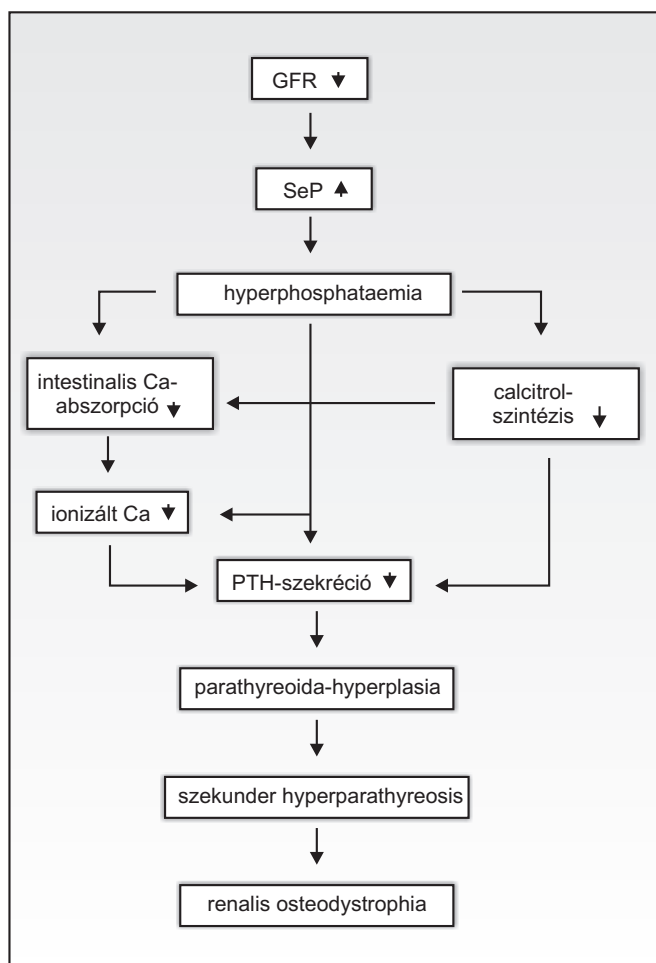 GFR
SeP
hyperphosphataemia
intestinalis Ca-
abszorpció
calcitrol-
szintézis
ionizált Ca
PTH-szekréció
parathyreoida-hyperplasia
szekunder hyperparathyreosis
renalis osteodystrophia